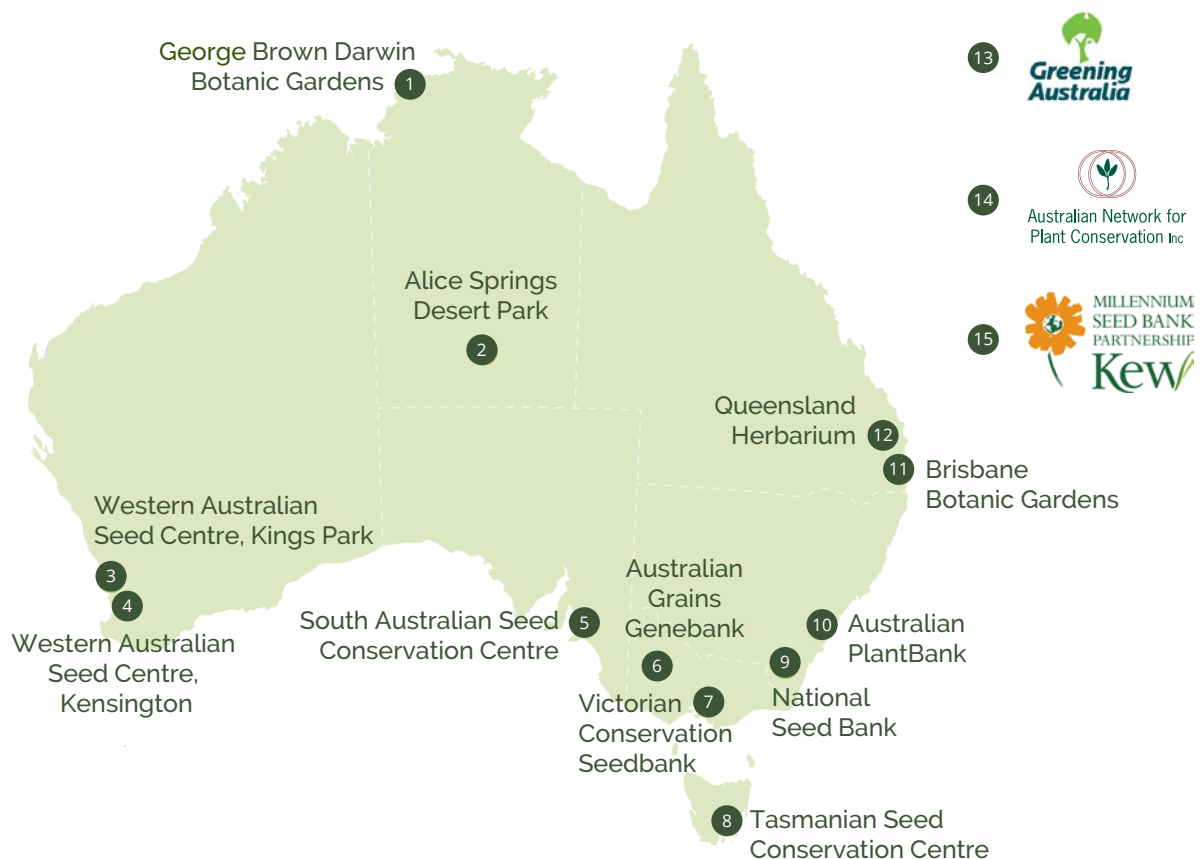 George Brown Darwin
Botanic Gardens
1
13
Greening
Australia
14
Australian Network for
Plant Conservation Inc
Alice Springs
Desert Park
2
15
MILLENNIUM
SEED BANK
PARTNERSHIP
Kew
Queensland
Herbarium
12
11
Brisbane
Botanic Gardens
Western Australian
Seed Centre, Kings Park
3
4
Western Australian
Seed Centre,
Kensington
South Australian Seed
Conservation Centre
5
Australian
Grains
Genebank
6
Victorian
Conservation
Seedbank
7
10
Australian
PlantBank
9
National
Seed Bank
8
Tasmanian Seed
Conservation Centre